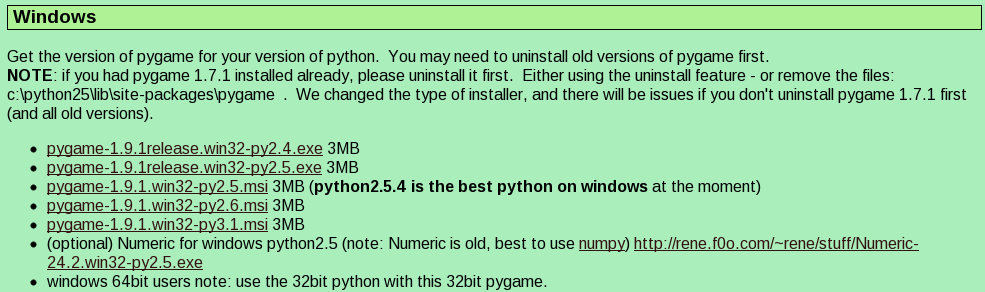 Windows
Get the version of pygame for your version of python.  You may need to uninstall old versions of pygame first.
NOTE: if you had pygame 1.7.1 installed already, please uninstall it first.  Either using the uninstall feature - or remove the files:
c:\python25\lib\site-packages\pygame  .  We changed the type of installer, and there will be issues if you don't uninstall pygame 1.7.1 first
(and all old versions).
• pygame-1.9.1release.win32-py2.4.exe 3MB
• pygame-1.9.1release.win32-py2.5.exe 3MB
• pygame-1.9.1.win32-py2.5.msi 3MB (python2.5.4 is the best python on windows at the moment)
• pygame-1.9.1.win32-py2.6.msi 3MB
• pygame-1.9.1.win32-py3.1.msi 3MB
• (optional) Numeric for windows python2.5 (note: Numeric is old, best to use numpy) http://rene.f0o.com/~rene/stuff/Numeric-
24.2.win32-py2.5.exe
• windows 64bit users note: use the 32bit python with this 32bit pygame.